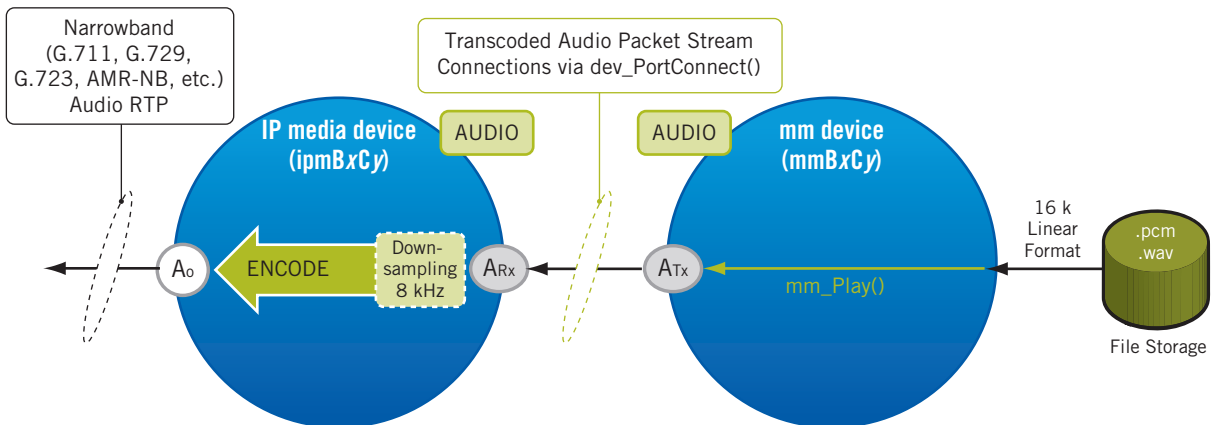 Narrowband
(G.711, G.729,
G.723, AMR-NB, etc.)
Audio RTP
Transcoded Audio Packet Stream
Connections via dev_PortConnect()
IP media device
(ipmBxCy)
AUDIO
AUDIO
mm device
(mmBxCy)
Ao
ENCODE
Down-
sampling
8 kHz
ARx
ATx
mm_Play()
16 k
Linear
Format
.pcm
.wav
File Storage